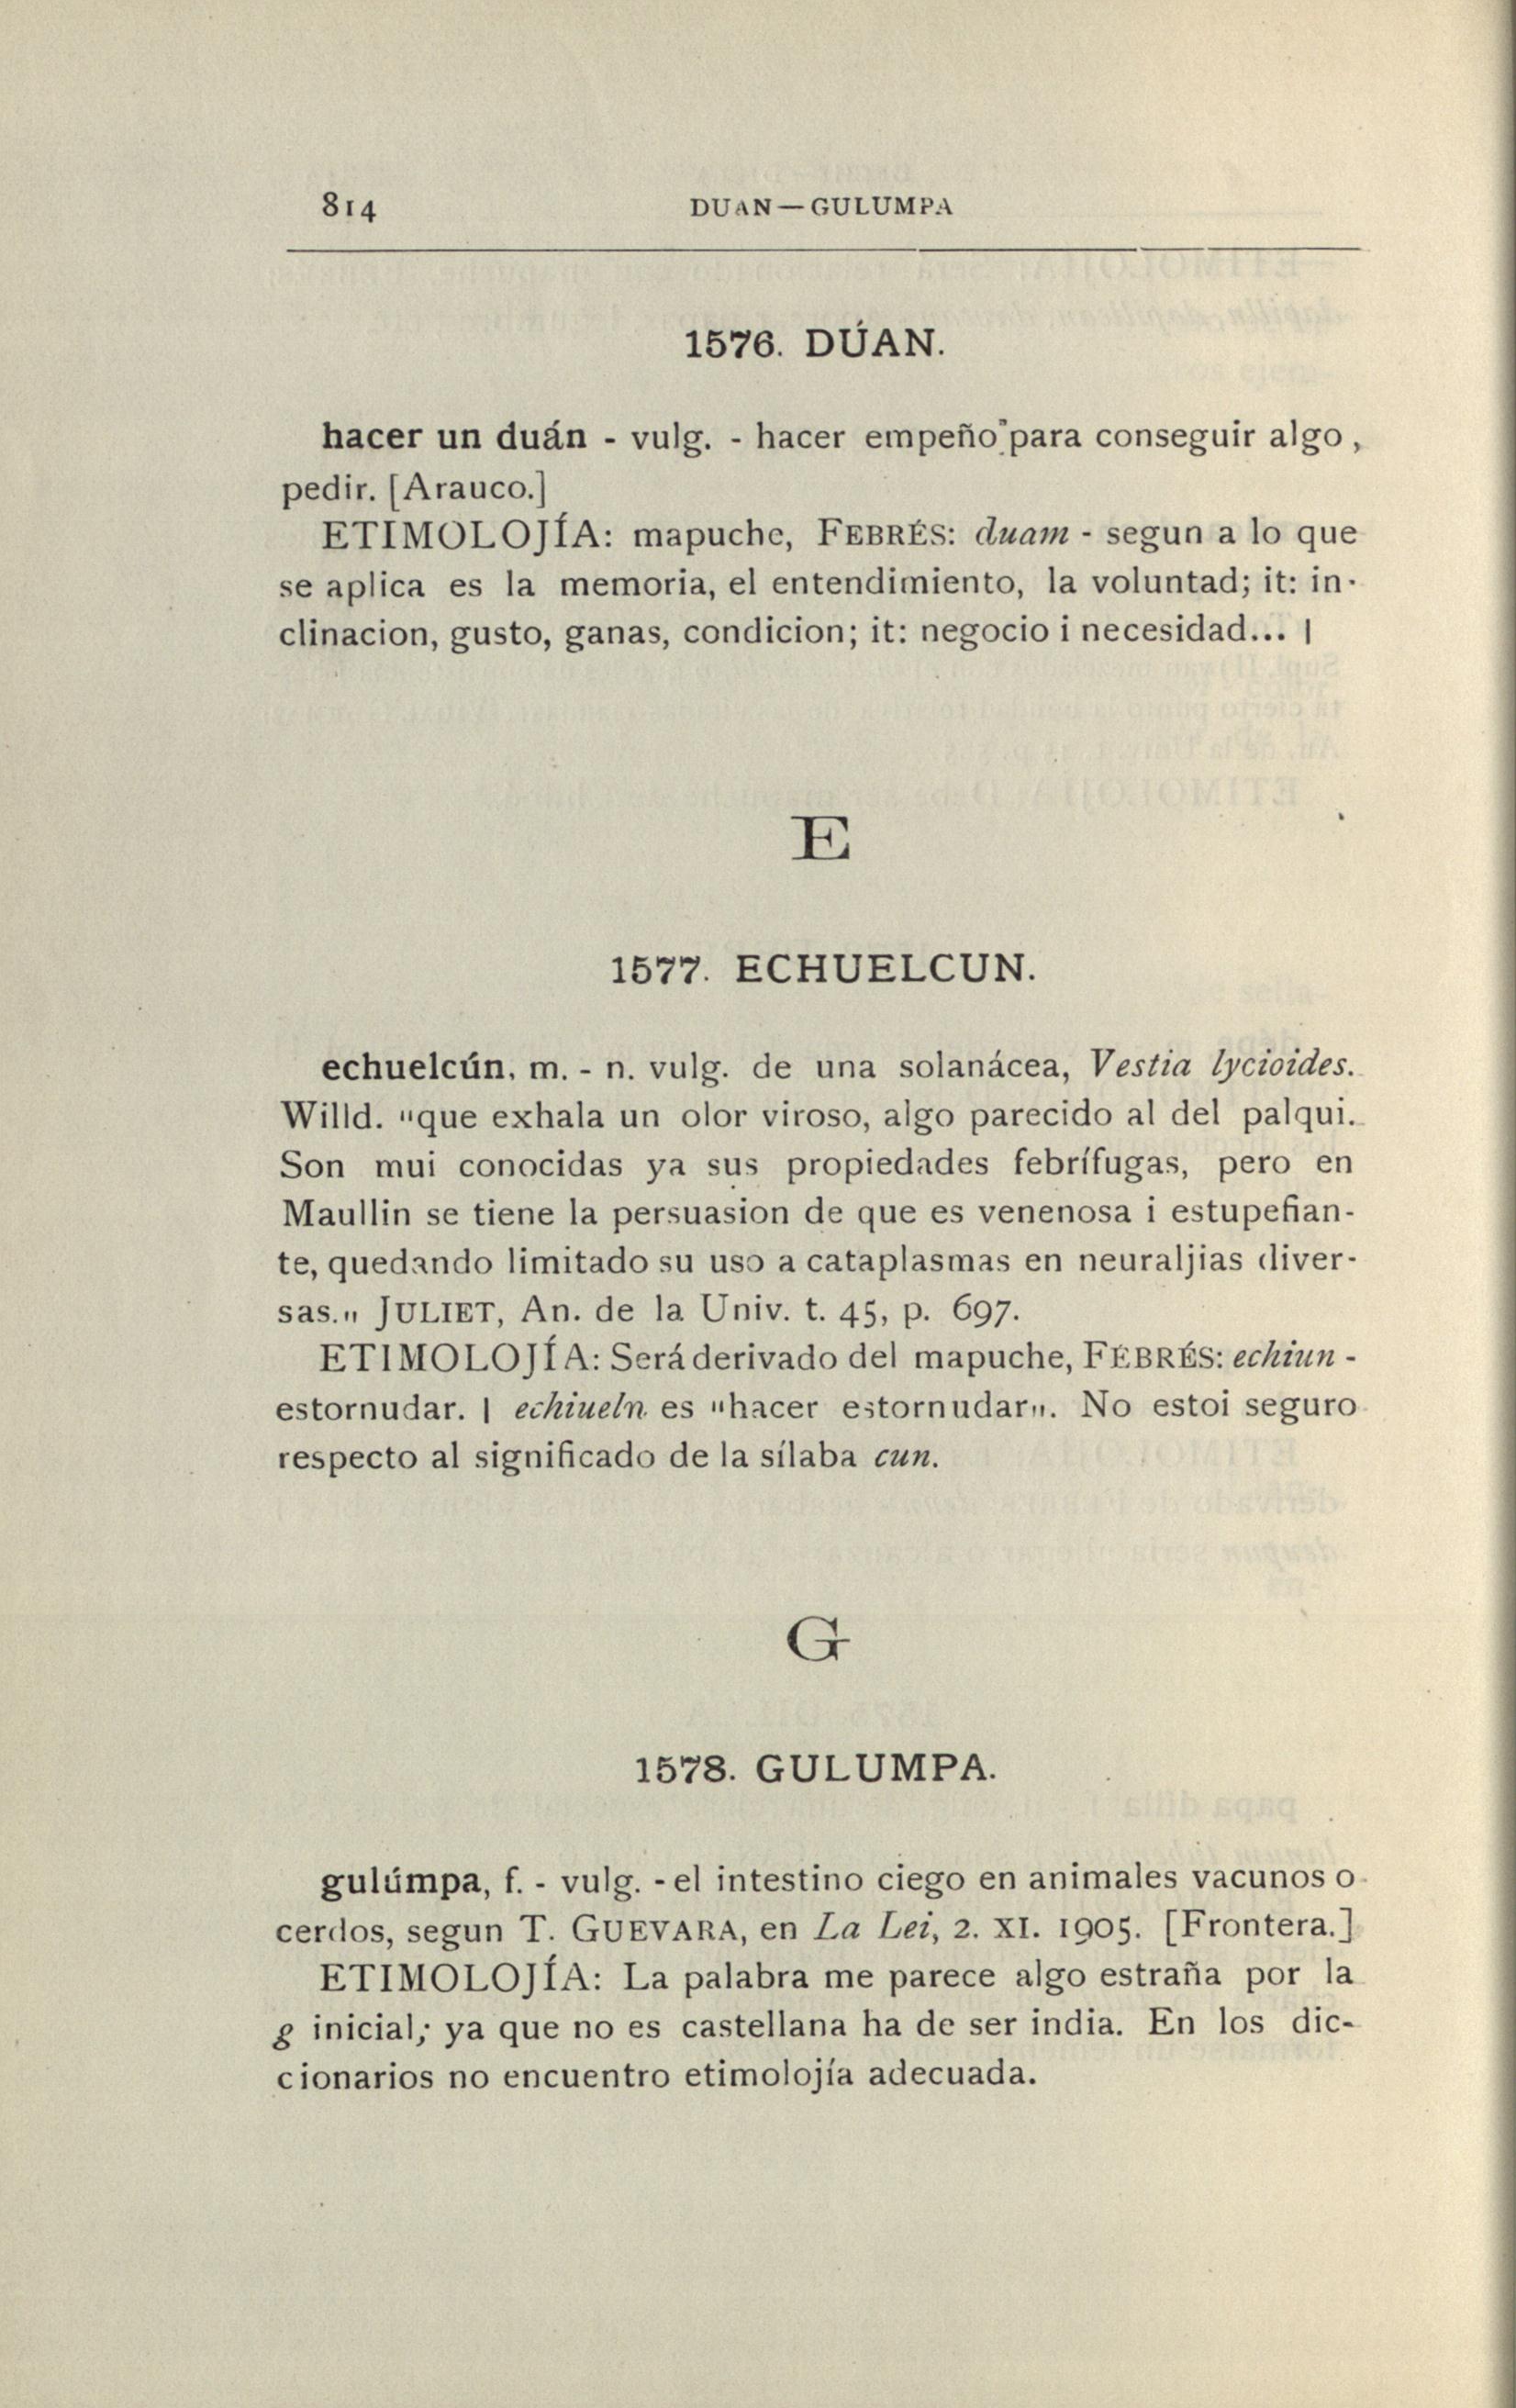 814
DUAN—GULUMPA
1576. DÚAN.
hacer un duán - vulg. - hacer empeño para conseguir algo,
pedir. [Arauco.]
ETIMOLOJÍA: mapuche, FEBRÉS: duam - segun a lo que
se aplica es la memoria, el entendimiento, la voluntad; it: in-
clinacion, gusto, ganas, condicion; it: negocio i necesidad... |
E
1577. ECHUELCUN.
echuelcún, m. - n. vulg. de una solanácea, Vestia lycioides.
Willd. "que exhala un olor viroso, algo parecido al del palqui.
Son mui conocidas ya sus propiedades febrífugas, pero en
Maullin se tiene la persuasion de que es venenosa i estupefian-
te, quedando limitado su uso a cataplasmas en neuraljias diver-
sas." JULIET, An. de la Univ. t. 45, p. 697.
ETIMOLOJÍA: Será derivado del mapuche, FEBRÉS: echiun -
estornudar. | echiueln es "hacer estornudar". No estoi seguro
respecto al significado de la sílaba cun.
G
1578. GULUMPA.
gulúmpa, f. - vulg. - el intestino ciego en animales vacunos o
cerdos, segun T. GUEVARA, en La Lei, 2. XI. 1905. [Frontera.]
ETIMOLOJÍA: La palabra me parece algo estraña por la
g inicial; ya que no es castellana ha de ser india. En los dic-
cionarios no encuentro etimolojía adecuada.